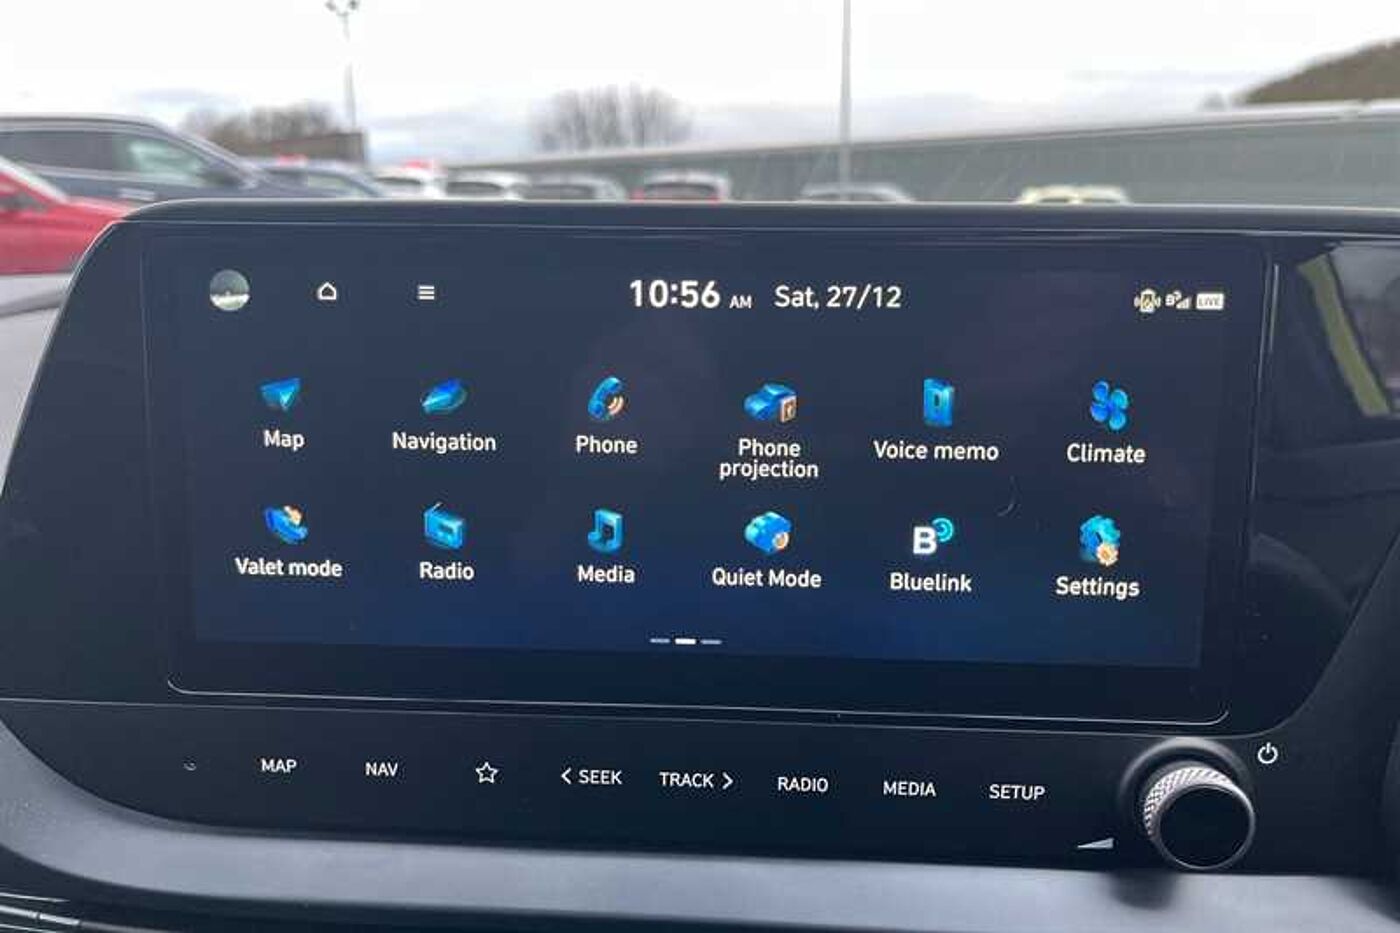 10:56 AM Sat, 27/12
LIVE
Map
Navigation
Phone
Phone
projection
Voice memo
Climate
Valet mode
Radio
Media
Quiet Mode
B
Bluelink
Settings
MAP
NAV
< SEEK
TRACK >
RADIO
MEDIA
SETUP